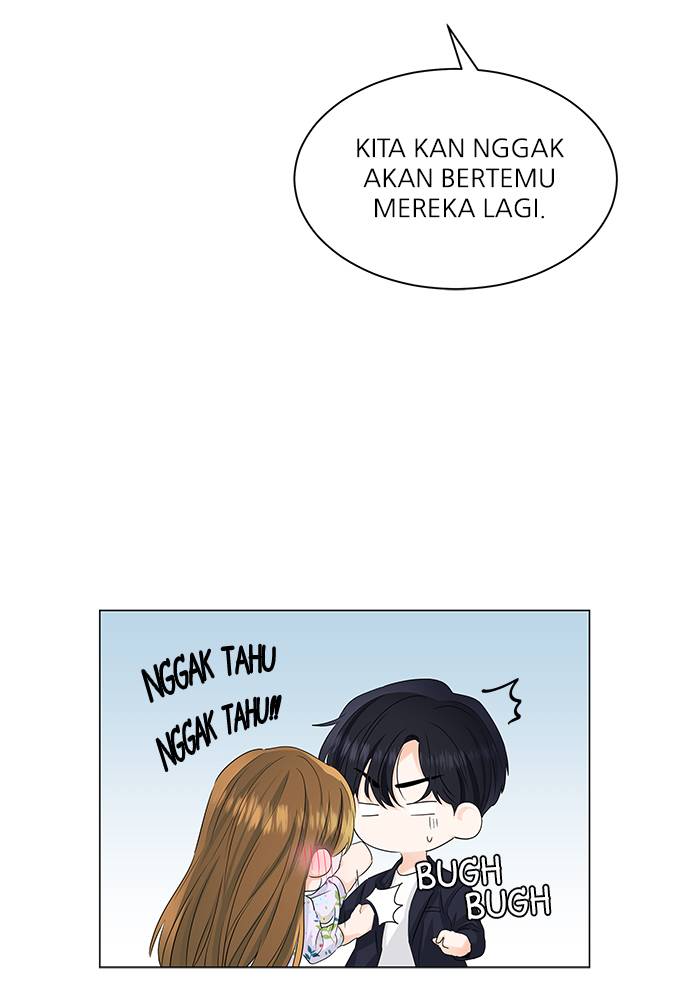 KITA KAN NGGAK
AKAN BERTEMU
MEREKA LAGI.
NGGAK TAHU
NGGAK TAHU!!
BUGH
BUGH